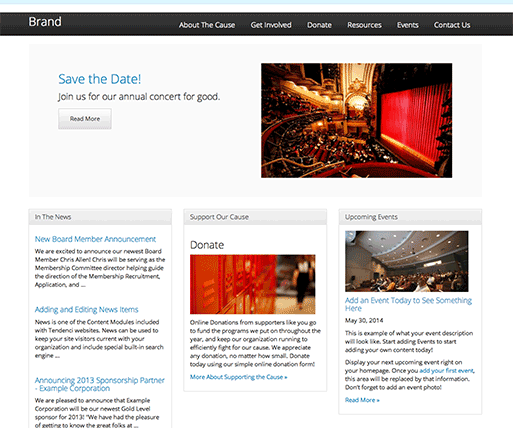 Brand
About The Cause Get Involved Donate Resources Events Contact Us
Save the Date!
Join us for our annual concert for good.
Read More
In The News
New Board Member Announcement
We are excited to announce our newest Board
Member Chris Allen! Chris will be serving as the
Membership Committee director helping guide
the direction of the Membership Recruitment,
Application, and ...
Adding and Editing News Items
News is one of the Content Modules included
with Tendenci websites. News can be used to
keep your site visitors current with your
organization and include special built-in search
engine ...
Announcing 2013 Sponsorship Partner
- Example Corporation
We are pleased to announce that Example
Corporation will be our newest Gold Level
sponsor for 2013! "We have had the pleasure
of getting to know the great folks at ...
Support Our Cause
Donate
Online Donations from supporters like you go
to fund the programs we put on throughout the
year, and keep our organization running to
efficiently fight for our cause. We appreciate
any donation, no matter how small. Donate
today using our simple online donation form!
More About Supporting the Cause »
Upcoming Events
Add an Event Today to See Something
Here
May 30, 2014
This is example of what your event description
will look like. Start adding Events to start
adding your own content today!
Display your next upcoming event right on
your homepage. Once you add your first event,
this area will be replaced by that information.
Don't forget to add an event photo!
Read More »